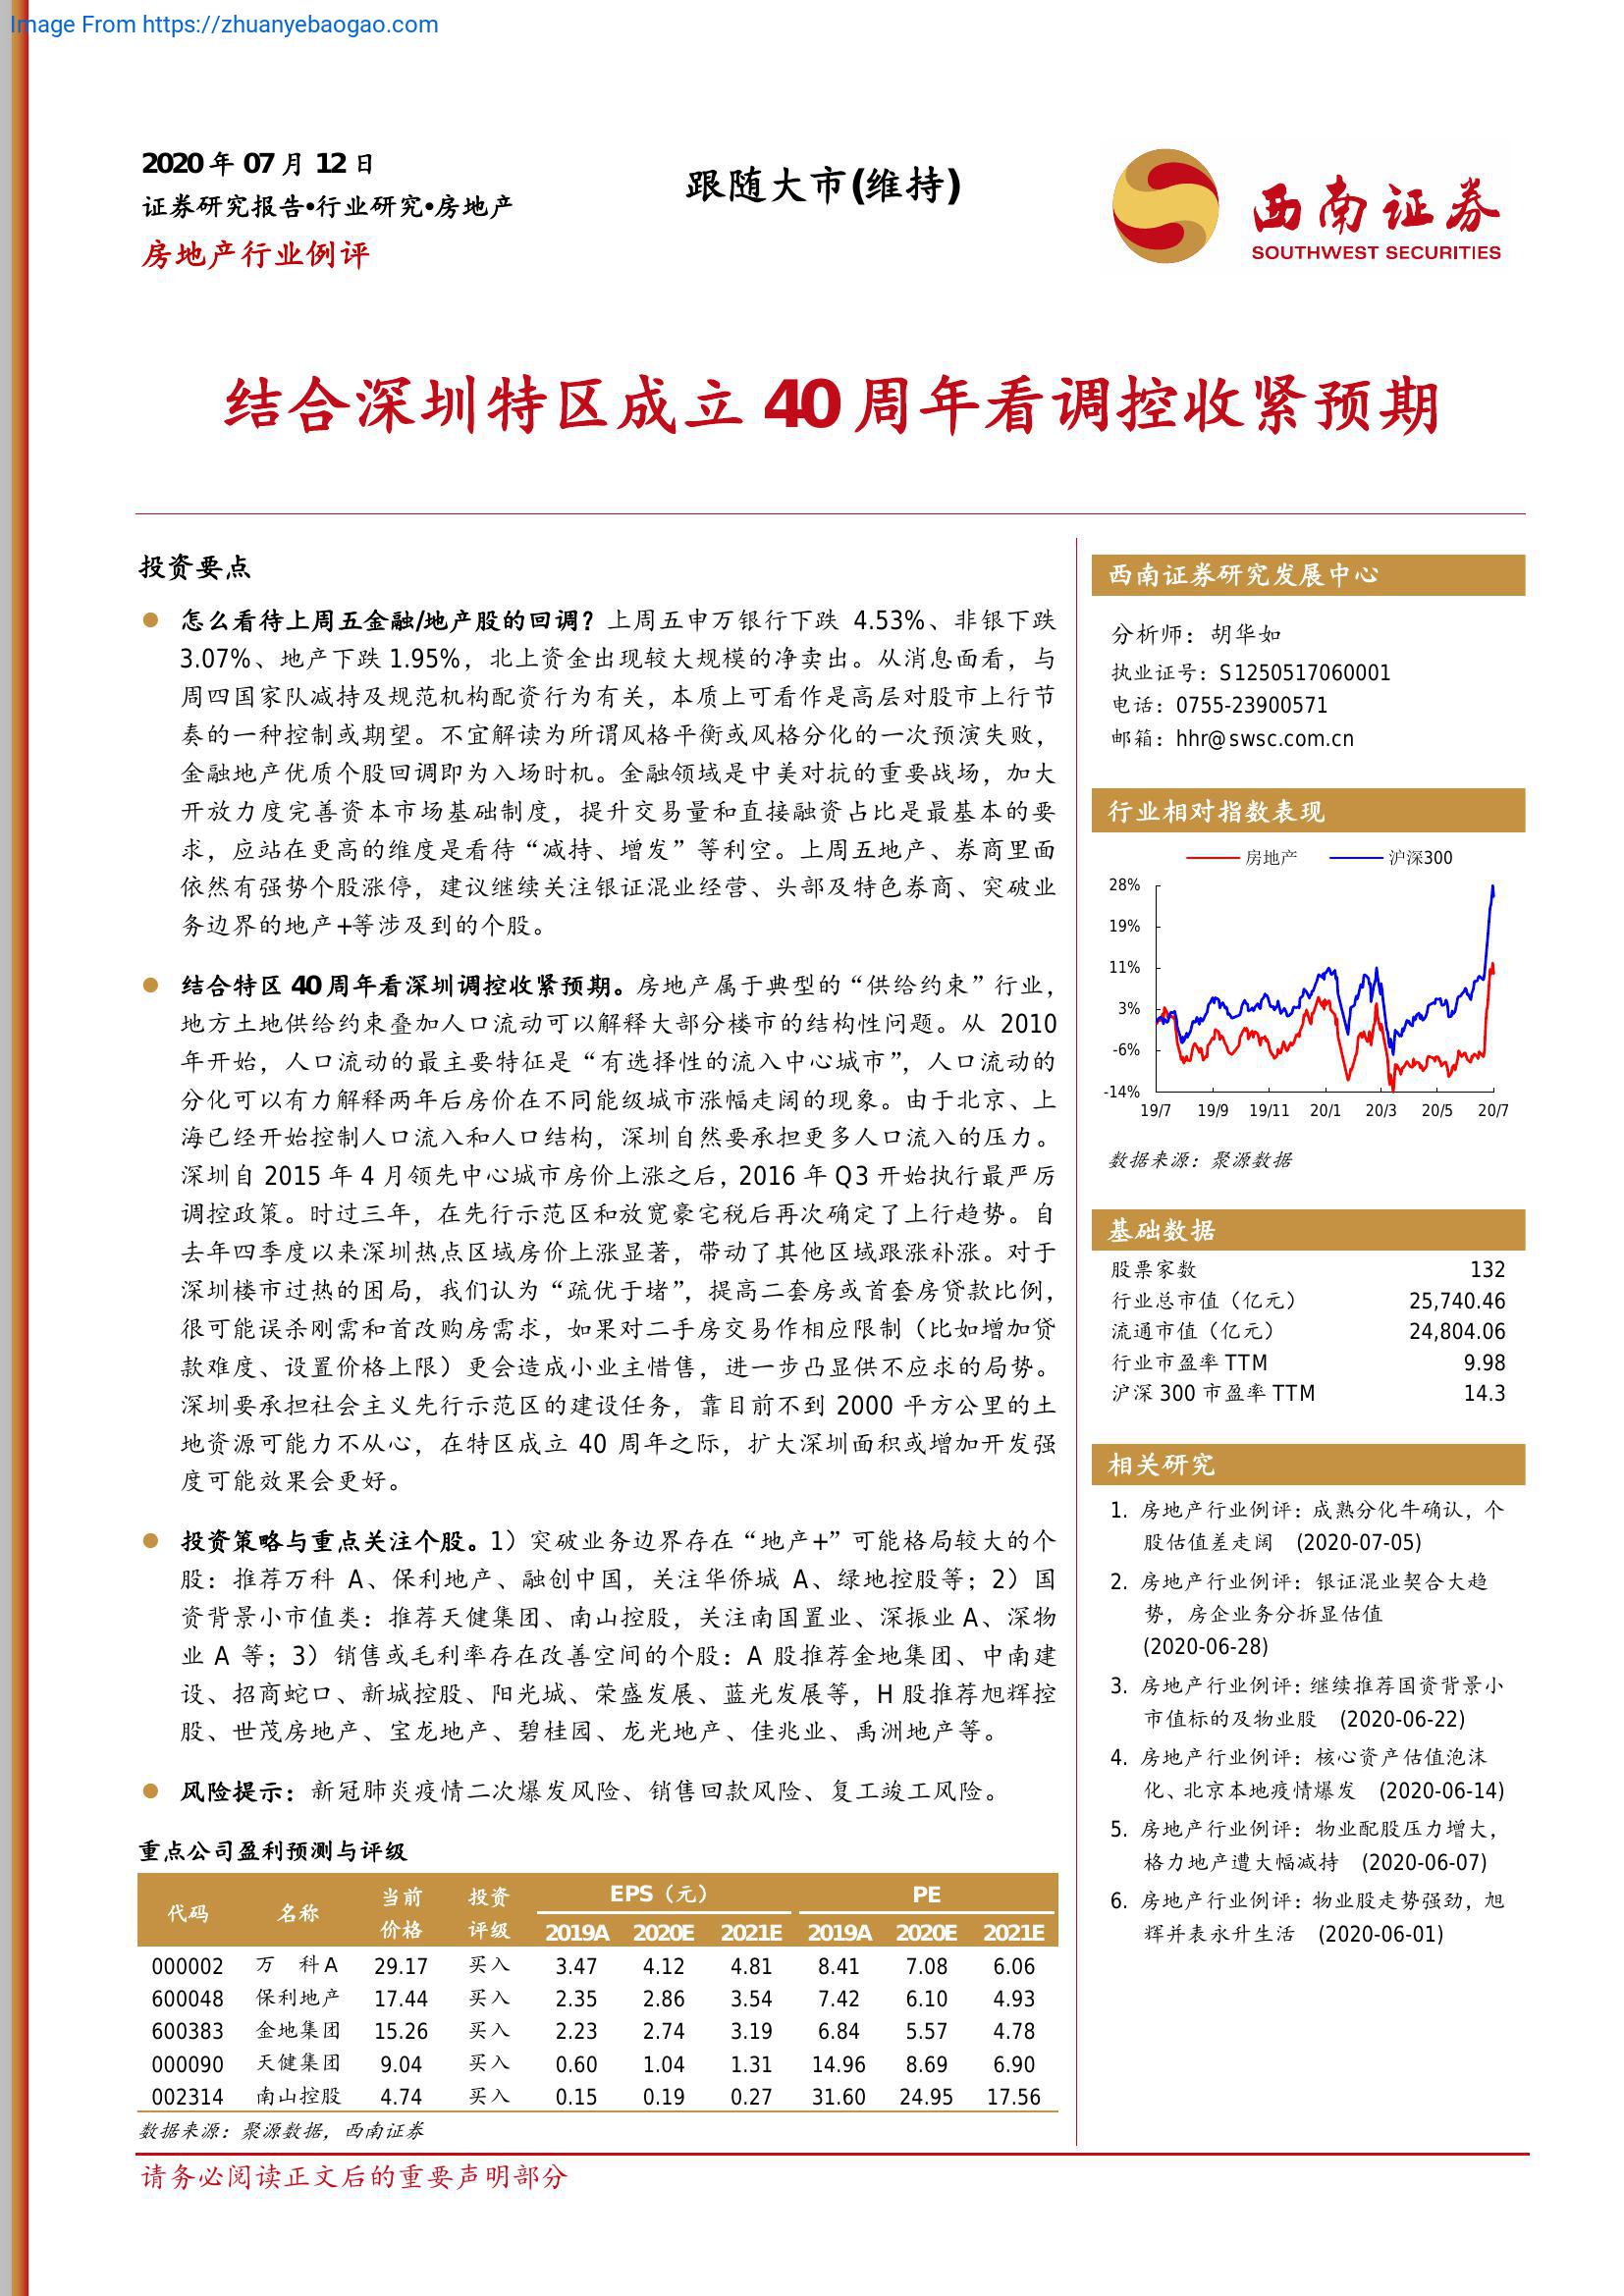 Image From https://zhuanyebaogao.com
2020 年 07 月 12 日
证券研究报告•行业研究•房地产
房地产行业例评
跟随大市(维持)
西南证券
SOUTHWEST SECURITIES
结合深圳特区成立 40 周年看调控收紧预期
投资要点
怎么看待上周五金融/地产股的回调？上周五申万银行下跌 4.53%、非银下跌
3.07%、地产下跌 1.95%，北上资金出现较大规模的净卖出。从消息面看，与
周四国家队减持及规范机构配资行为有关，本质上可看作是高层对股市上行节
奏的一种控制或期望。不宜解读为所谓风格平衡或风格分化的一次预演失败，
金融地产优质个股回调即为入场时机。金融领域是中美对抗的重要战场，加大
开放力度完善资本市场基础制度，提升交易量和直接融资占比是最基本的要
求，应站在更高的维度是看待“减持、增发”等利空。上周五地产、券商里面
依然有强势个股涨停，建议继续关注银证混业经营、头部及特色券商、突破业
务边界的地产+等涉及到的个股。
结合特区 40 周年看深圳调控收紧预期。房地产属于典型的“供给约束”行业，
地方土地供给约束叠加人口流动可以解释大部分楼市的结构性问题。从 2010
年开始，人口流动的最主要特征是“有选择性的流入中心城市”，人口流动的
分化可以有力解释两年后房价在不同能级城市涨幅走阔的现象。由于北京、上
海已经开始控制人口流入和人口结构，深圳自然要承担更多人口流入的压力。
深圳自 2015 年 4 月领先中心城市房价上涨之后，2016 年 Q3 开始执行最严厉
调控政策。时过三年，在先行示范区和放宽豪宅税后再次确定了上行趋势。自
去年四季度以来深圳热点区域房价上涨显著，带动了其他区域跟涨补涨。对于
深圳楼市过热的困局，我们认为“疏优于堵”，提高二套房或首套房贷款比例，
很可能误杀刚需和首改购房需求，如果对二手房交易作相应限制（比如增加贷
款难度、设置价格上限）更会造成小业主惜售，进一步凸显供不应求的局势。
深圳要承担社会主义先行示范区的建设任务，靠目前不到 2000 平方公里的土
地资源可能力不从心，在特区成立 40 周年之际，扩大深圳面积或增加开发强
度可能效果会更好。
投资策略与重点关注个股。1）突破业务边界存在“地产+”可能格局较大的个
股：推荐万科 A、保利地产、融创中国，关注华侨城 A、绿地控股等；2）国
资背景小市值类：推荐天健集团、南山控股，关注南国置业、深振业 A、深物
业 A 等；3）销售或毛利率存在改善空间的个股：A 股推荐金地集团、中南建
设、招商蛇口、新城控股、阳光城、荣盛发展、蓝光发展等，H 股推荐旭辉控
股、世茂房地产、宝龙地产、碧桂园、龙光地产、佳兆业、禹洲地产等。
风险提示：新冠肺炎疫情二次爆发风险、销售回款风险、复工竣工风险。
重点公司盈利预测与评级
代码 名称 当前价格 投资评级 EPS（元） PE
2019A 2020E 2021E 2019A 2020E 2021E
000002 万 科 A 29.17 买入 3.47 4.12 4.81 8.41 7.08 6.06
600048 保利地产 17.44 买入 2.35 2.86 3.54 7.42 6.10 4.93
600383 金地集团 15.26 买入 2.23 2.74 3.19 6.84 5.57 4.78
000090 天健集团 9.04 买入 0.60 1.04 1.31 14.96 8.69 6.90
002314 南山控股 4.74 买入 0.15 0.19 0.27 31.60 24.95 17.56
数据来源：聚源数据，西南证券
西南证券研究发展中心
分析师：胡华如
执业证号：S1250517060001
电话：0755-23900571
邮箱：hhr@swsc.com.cn
行业相对指数表现
房地产 沪深300
28%
19%
11%
3%
-6%
-14%
19/7 19/9 19/11 20/1 20/3 20/5 20/7
数据来源：聚源数据
基础数据
股票家数 132
行业总市值（亿元） 25,740.46
流通市值（亿元） 24,804.06
行业市盈率 TTM 9.98
沪深 300 市盈率 TTM 14.3
相关研究
1. 房地产行业例评：成熟分化牛确认，个
股估值差走阔 (2020-07-05)
2. 房地产行业例评：银证混业契合大趋
势，房企业务分拆显估值
(2020-06-28)
3. 房地产行业例评：继续推荐国资背景小
市值标的及物业股 (2020-06-22)
4. 房地产行业例评：核心资产估值泡沫
化、北京本地疫情爆发 (2020-06-14)
5. 房地产行业例评：物业配股压力增大，
格力地产遭大幅减持 (2020-06-07)
6. 房地产行业例评：物业股走势强劲，旭
辉并表永升生活 (2020-06-01)
请务必阅读正文后的重要声明部分